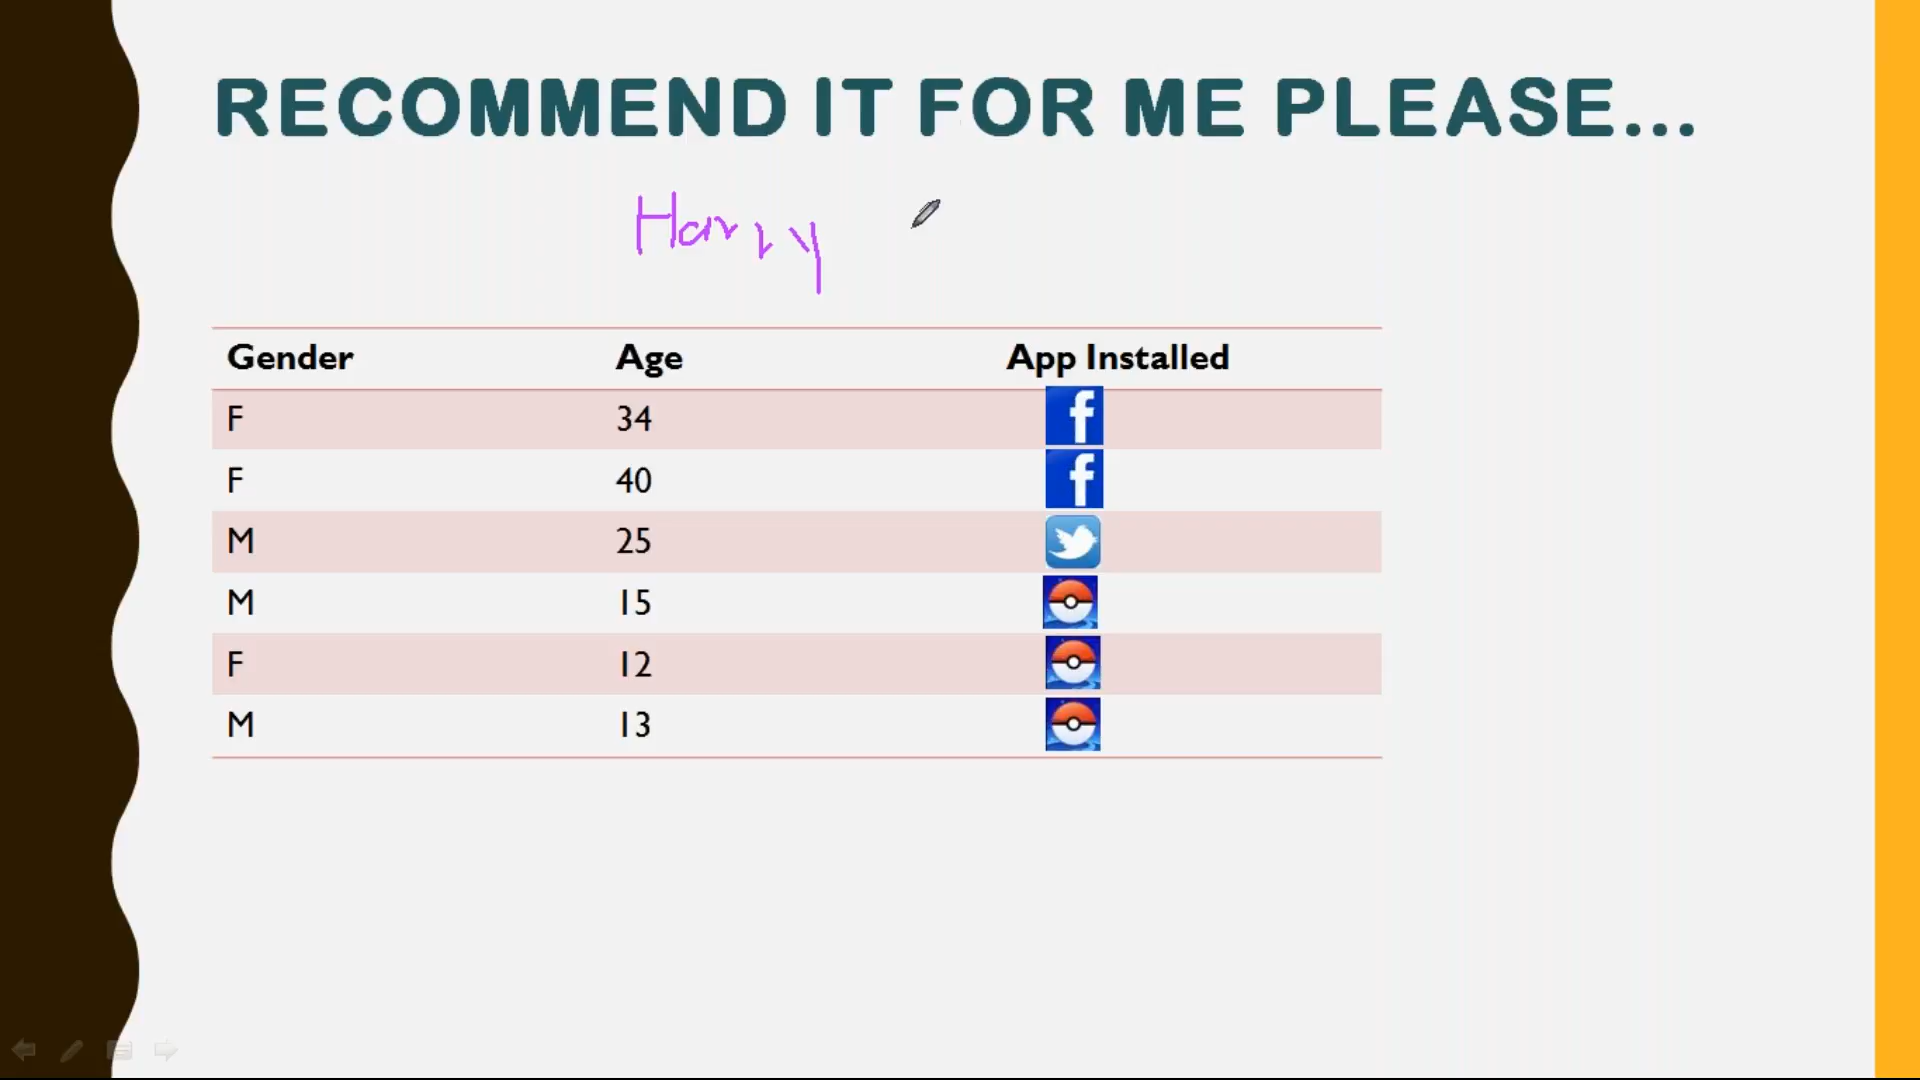 RECOMMEND IT FOR ME PLEASE...
Harry
Gender Age App Installed
F 34 f
F 40 f
M 25
M 15
F 12
M 13